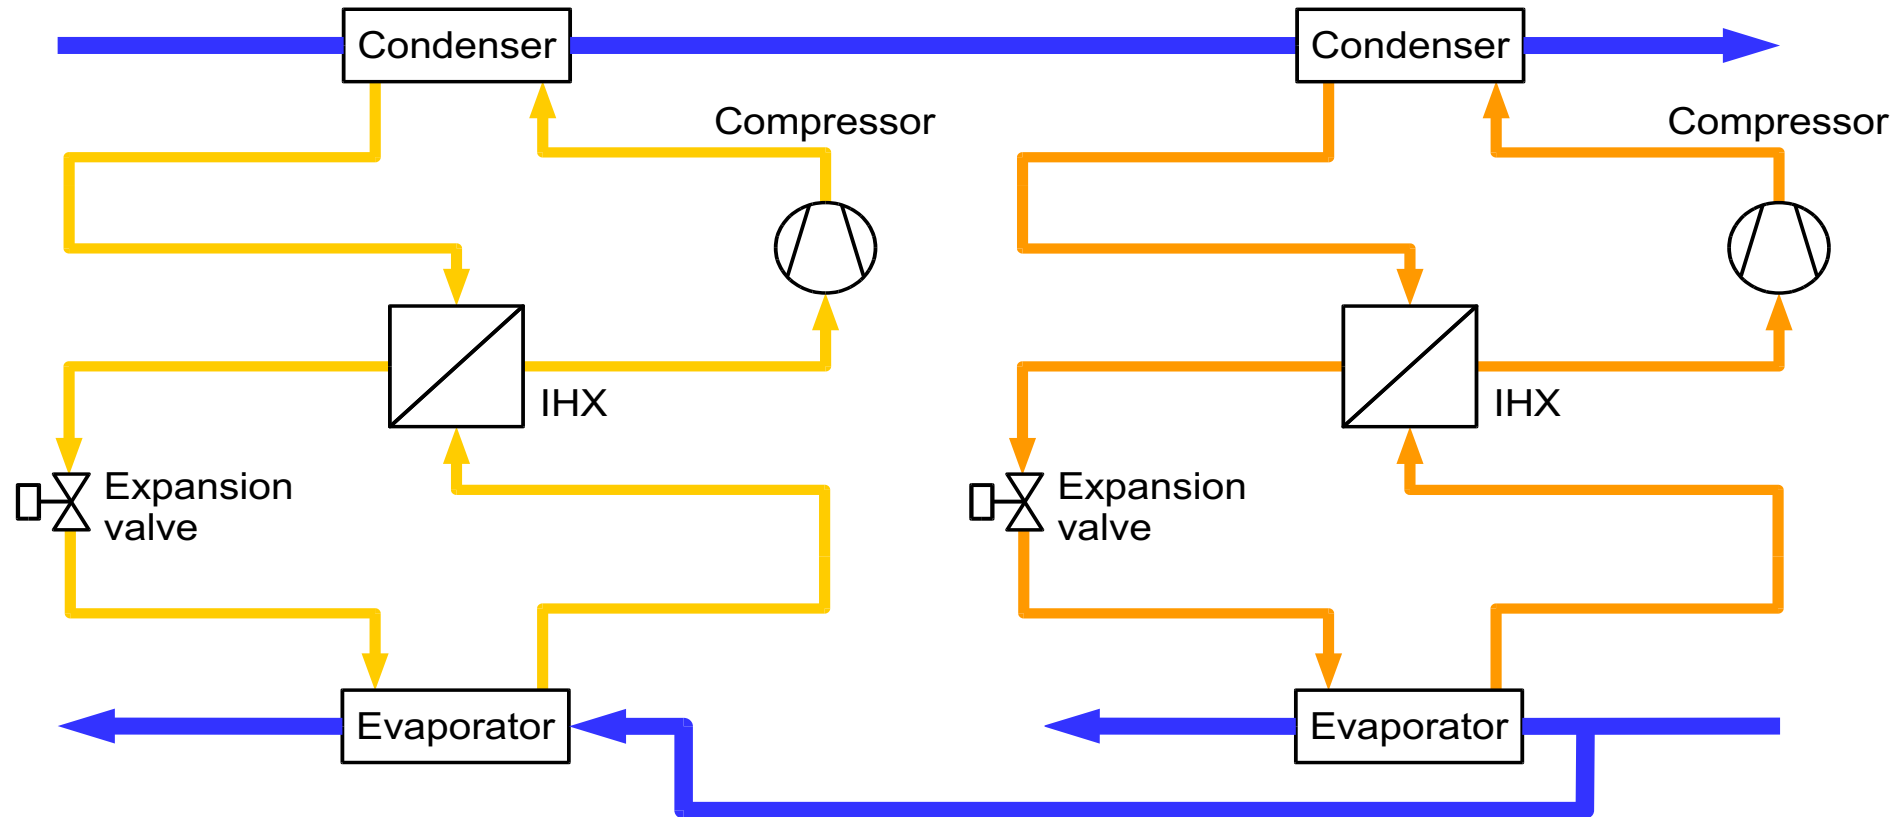 Condenser
Condenser
Compressor
Compressor
IHX
IHX
Expansion
valve
Expansion
valve
Evaporator
Evaporator